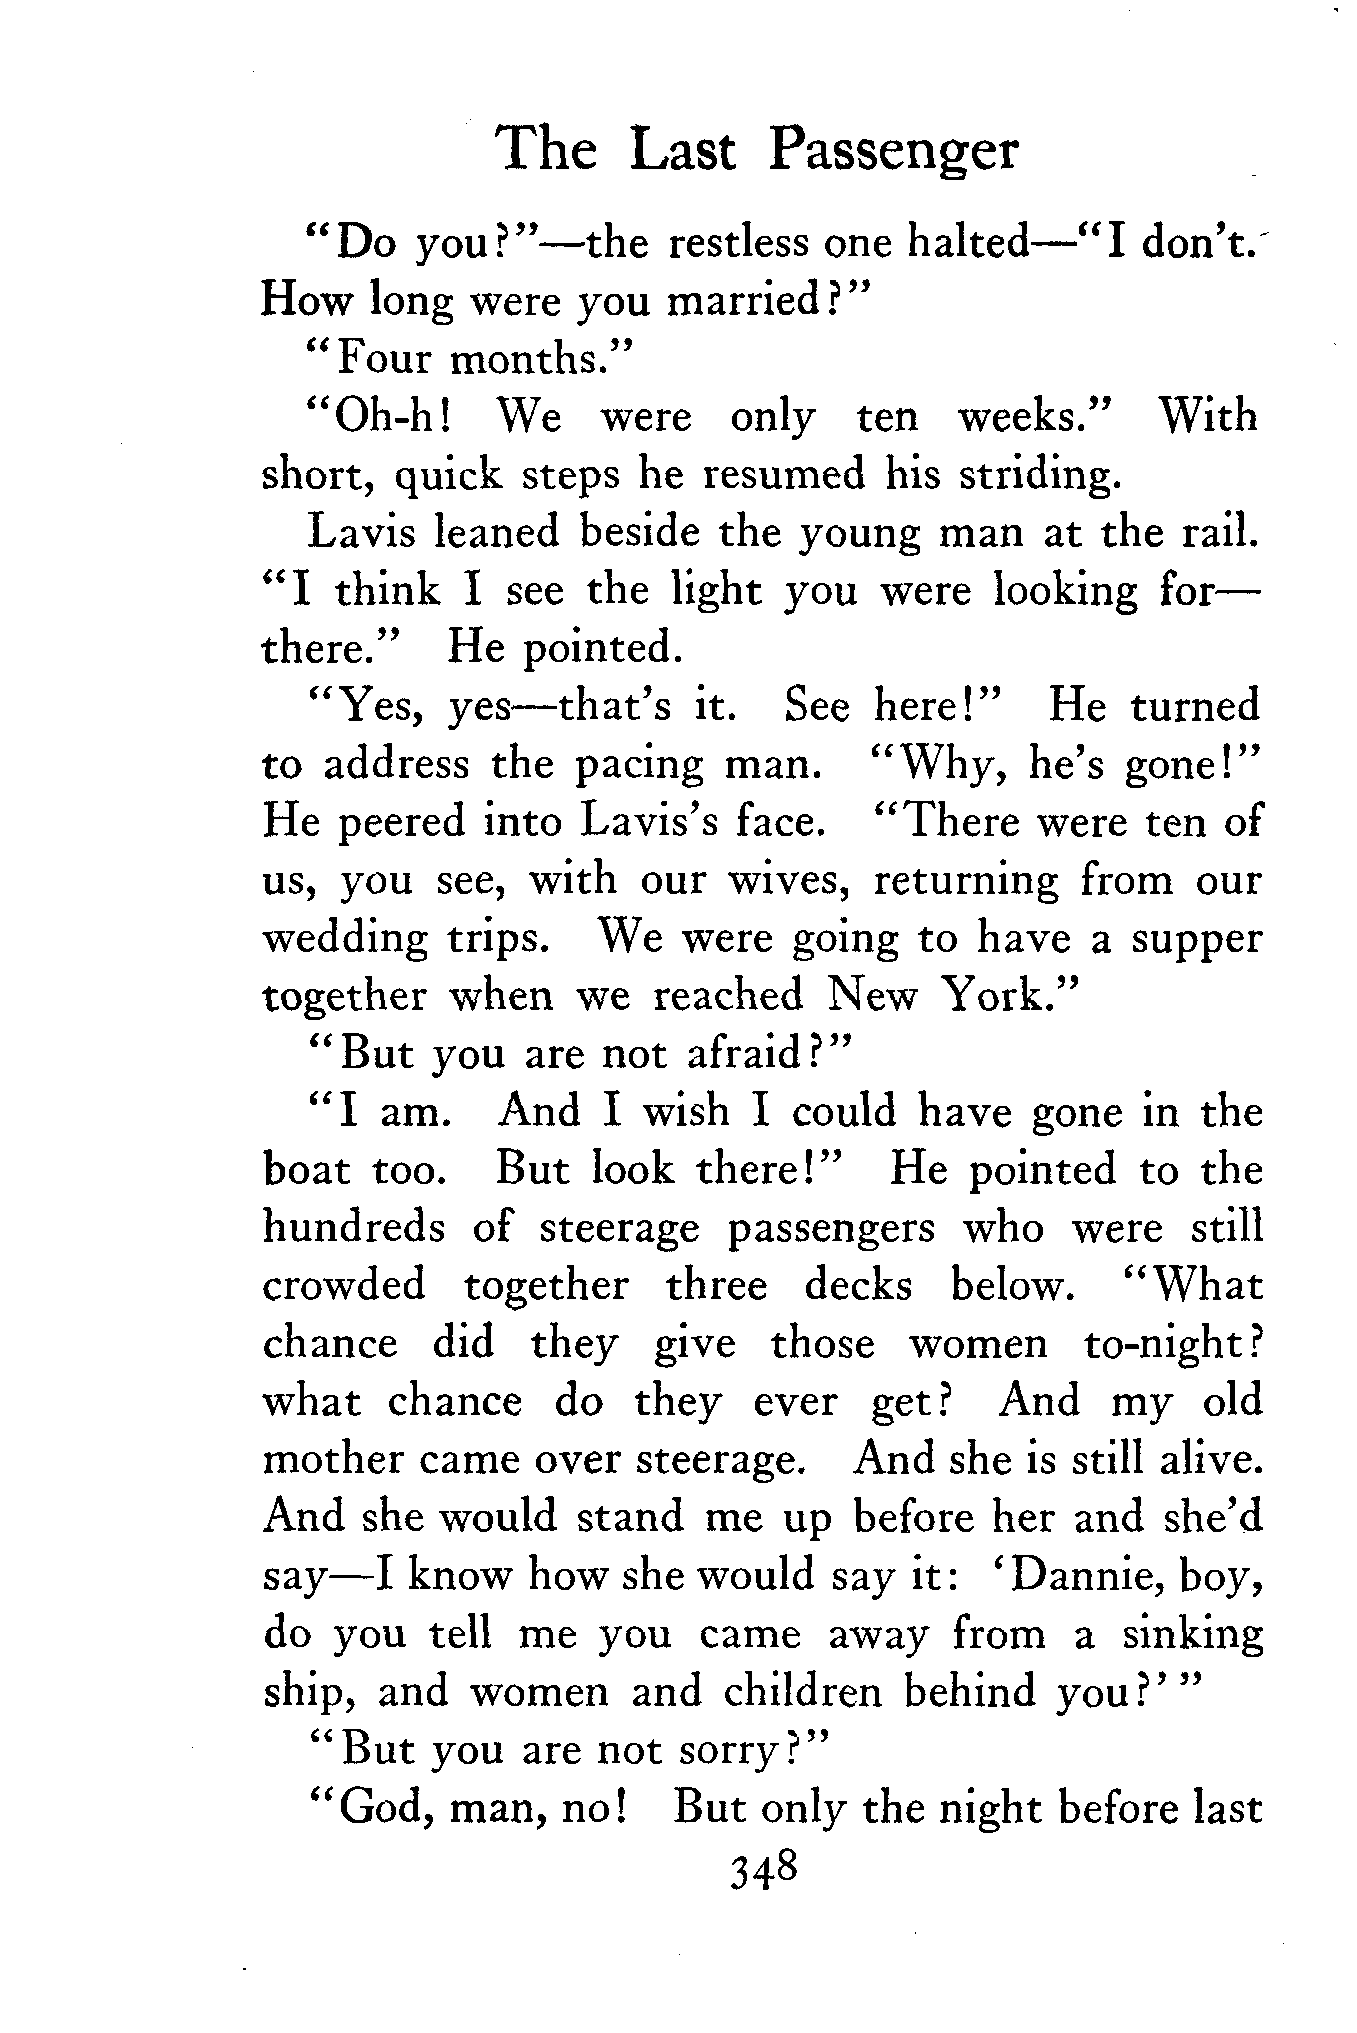 The Last Passenger
"Do you?"—the restless one halted—"I don't.
How long were you married?"
"Four months."
"Oh-h! We were only ten weeks." With
short, quick steps he resumed his striding.
Lavis leaned beside the young man at the rail.
"I think I see the light you were looking for—
there." He pointed.
"Yes, yes—that's it. See here!" He turned
to address the pacing man. "Why, he's gone!"
He peered into Lavis's face. "There were ten of
us, you see, with our wives, returning from our
wedding trips. We were going to have a supper
together when we reached New York."
"But you are not afraid?"
"I am. And I wish I could have gone in the
boat too. But look there!" He pointed to the
hundreds of steerage passengers who were still
crowded together three decks below. "What
chance did they give those women to-night?
what chance do they ever get? And my old
mother came over steerage. And she is still alive.
And she would stand me up before her and she'd
say—I know how she would say it: 'Dannie, boy,
do you tell me you came away from a sinking
ship, and women and children behind you?'"
"But you are not sorry?"
"God, man, no! But only the night before last
348